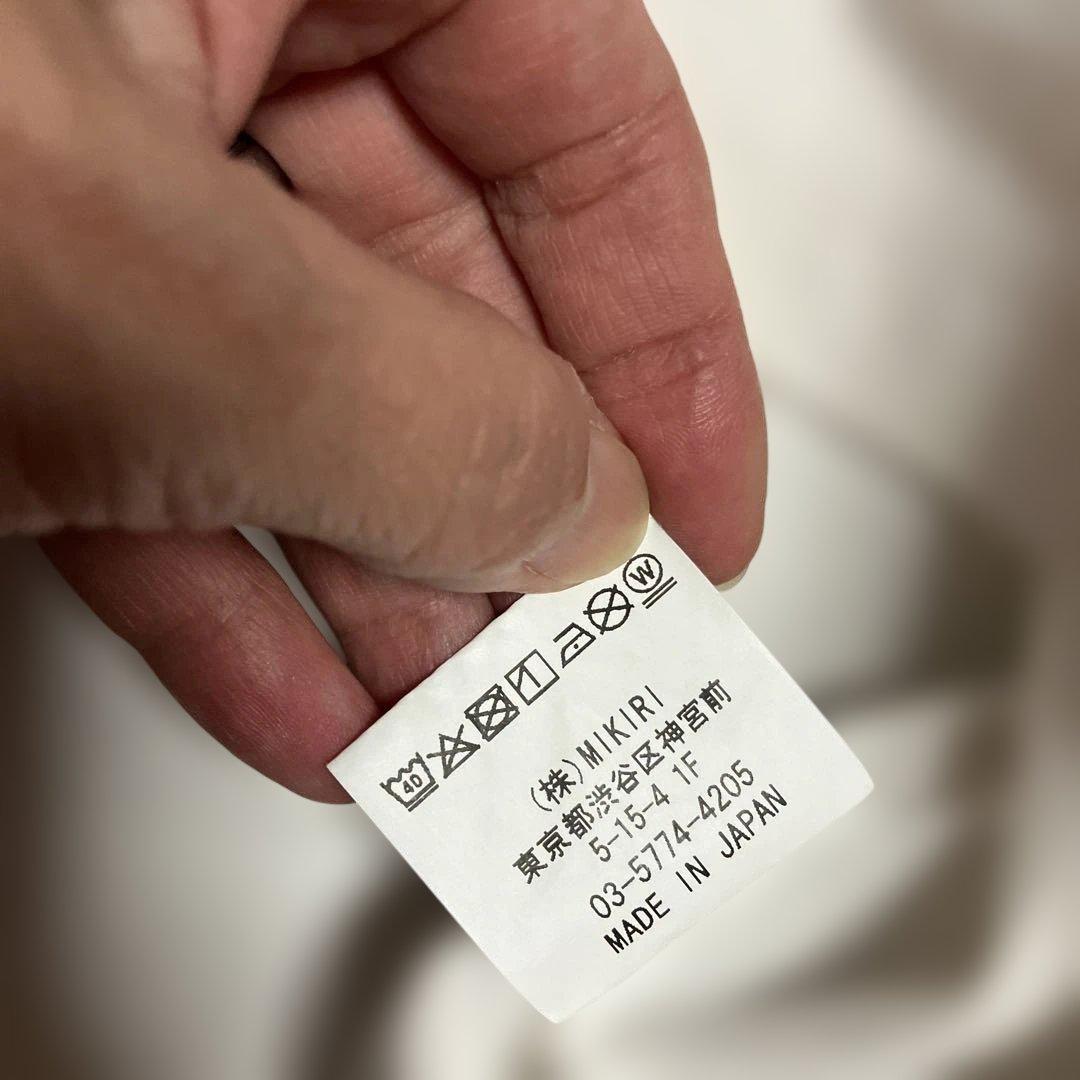 40 W
(株)MIKIRI
東京都渋谷区神宮前
5-15-4 1F
03-5774-4205
MADE IN JAPAN